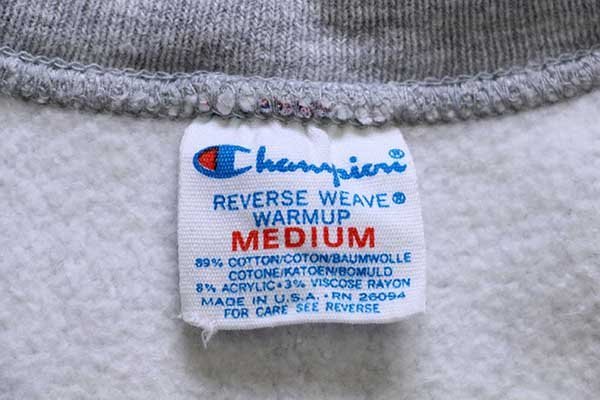 Champion®
REVERSE WEAVE®
WARMUP
MEDIUM
89% COTTON/COTON/BAUMWOLLE
COTONE/KATOEN/BOMULD
8% ACRYLIC•3% VISCOSE RAYON
MADE IN U.S.A.•RN 26094
FOR CARE SEE REVERSE